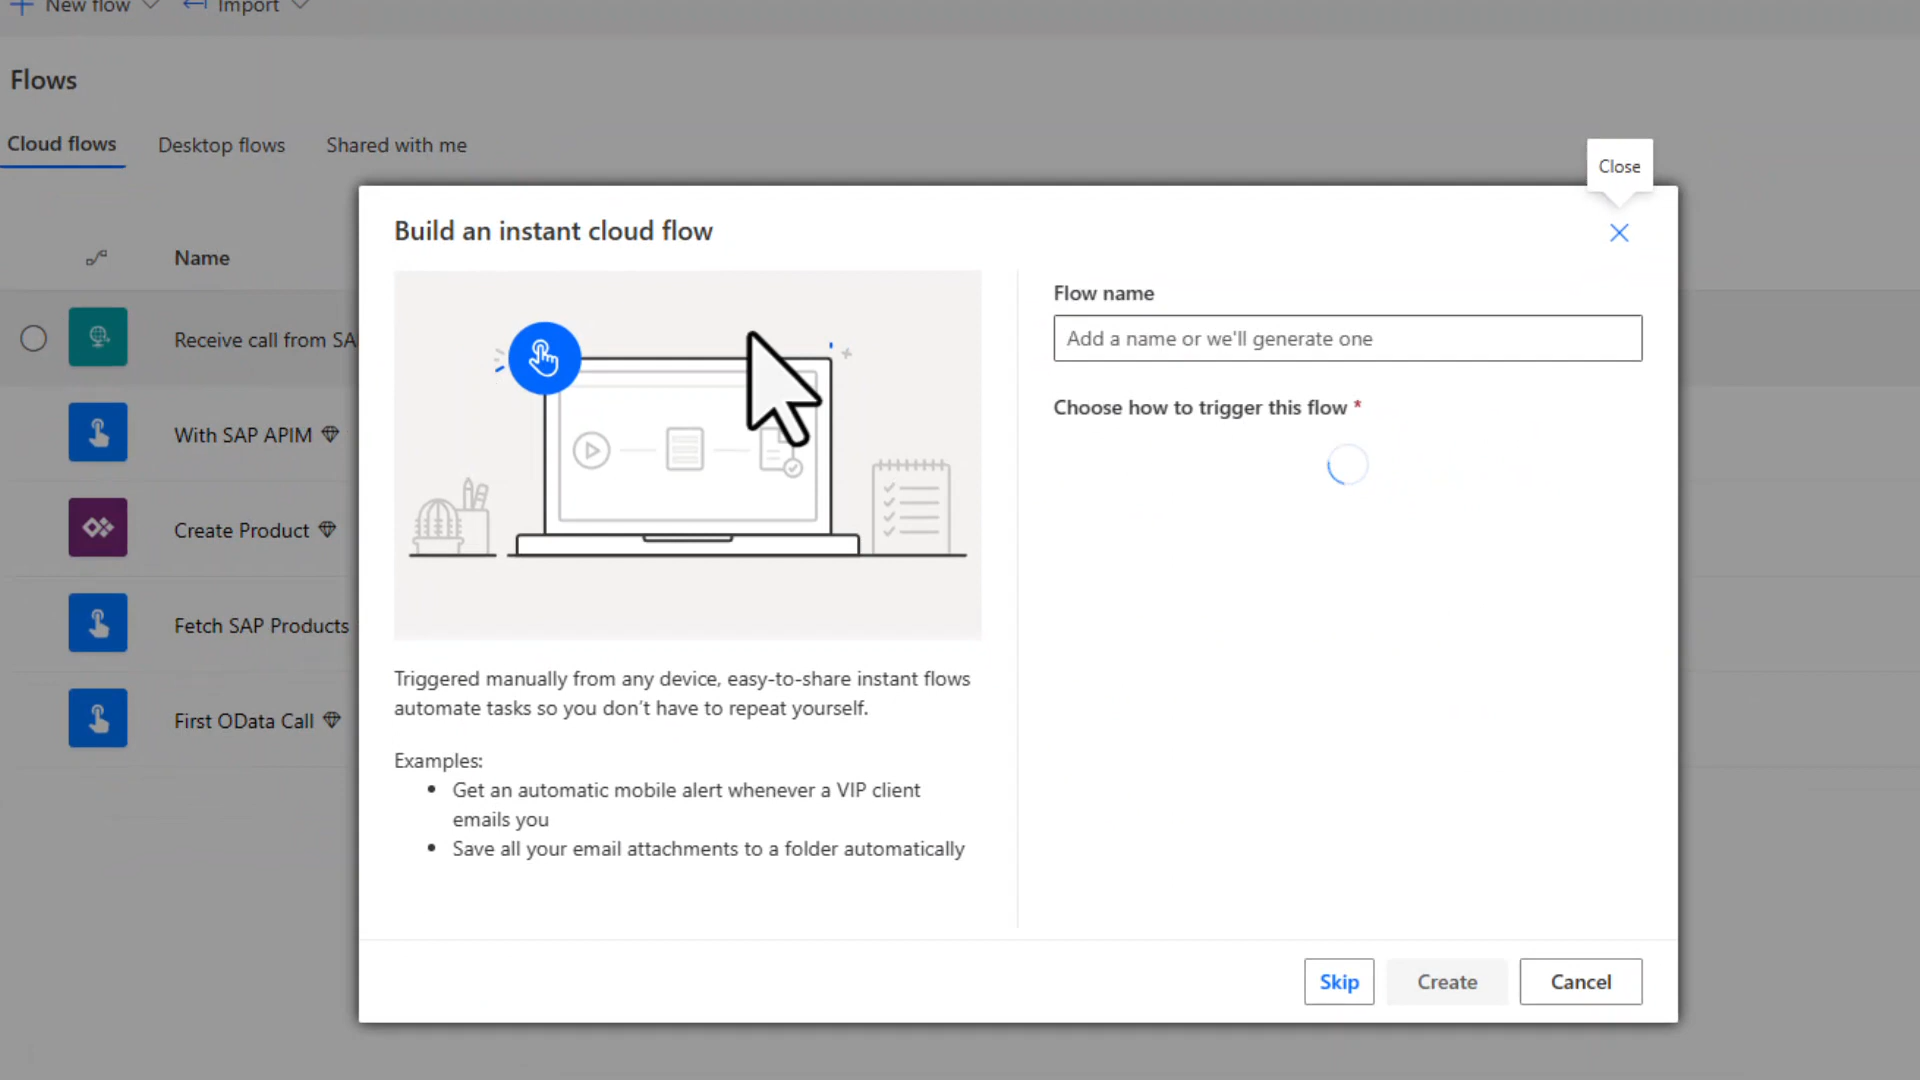 New flow
Import
Flows
Cloud flows
Desktop flows
Shared with me
Close
Build an instant cloud flow
Name
Flow name
Receive call from SA
Add a name or we'll generate one
Choose how to trigger this flow *
With SAP APIM
Create Product
Fetch SAP Products
First OData Call
Triggered manually from any device, easy-to-share instant flows
automate tasks so you don’t have to repeat yourself.
Examples:
• Get an automatic mobile alert whenever a VIP client
emails you
• Save all your email attachments to a folder automatically
Skip
Create
Cancel